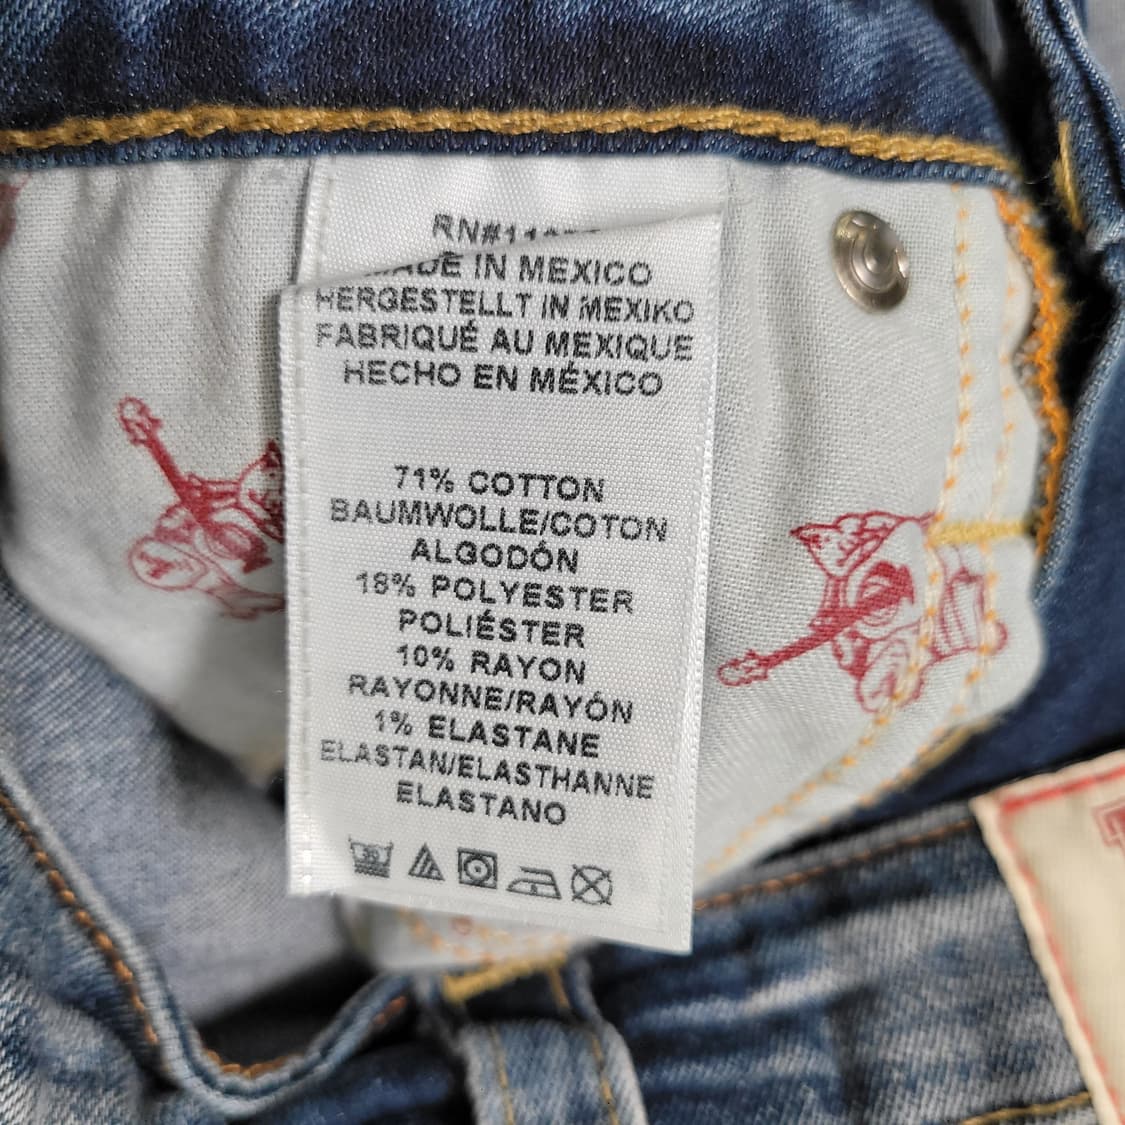 MADE IN MEXICO
HERGESTELLT IN MEXIKO
FABRIQUÉ AU MEXIQUE
HECHO EN MÉXICO
71% COTTON
BAUMWOLLE/COTON
ALGODÓN
18% POLYESTER
POLIÉSTER
10% RAYON
RAYONNE/RAYÓN
1% ELASTANE
ELASTAN/ELASTHANNE
ELASTANO
30